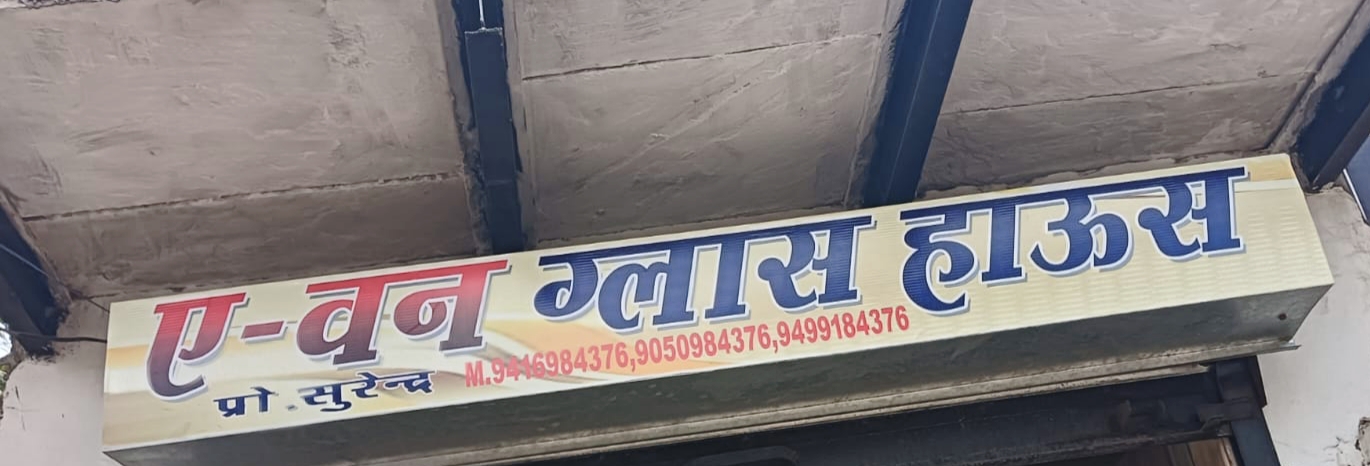 ए-वन ग्लास हाऊस
प्रो. सुरेन्द्र M.9416984376,9050984376,9499184376